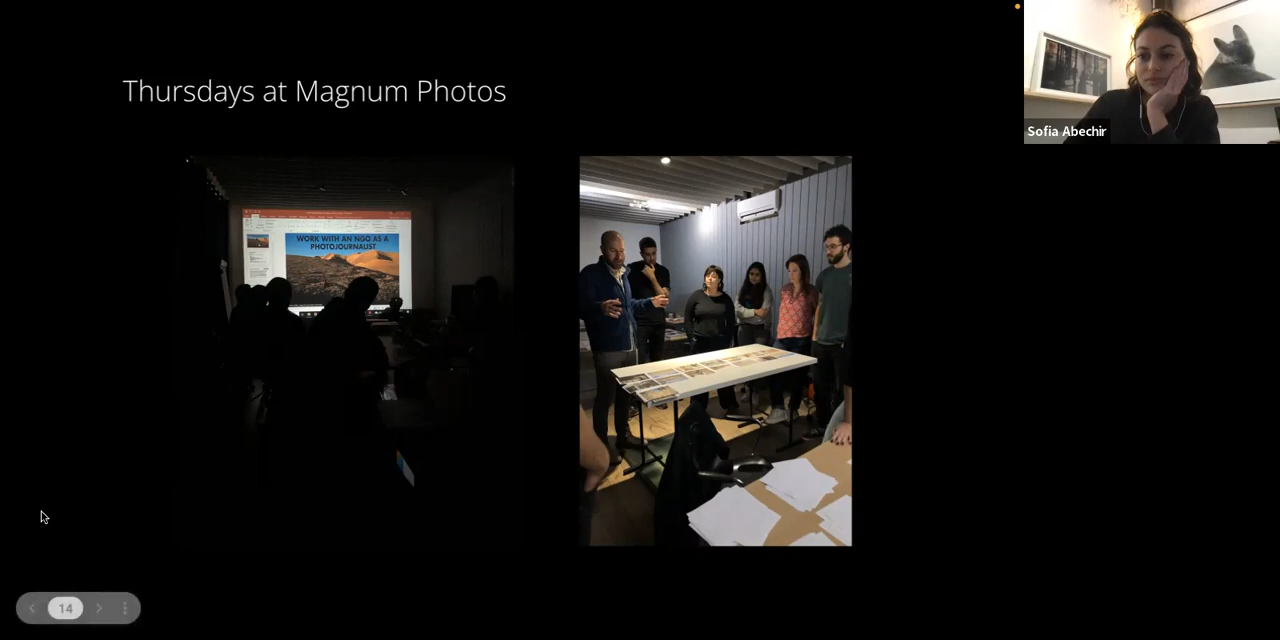 Thursdays at Magnum Photos
Sofia Abechir
WORK WITH AN NGO AS A
PHOTOJOURNALIST
14